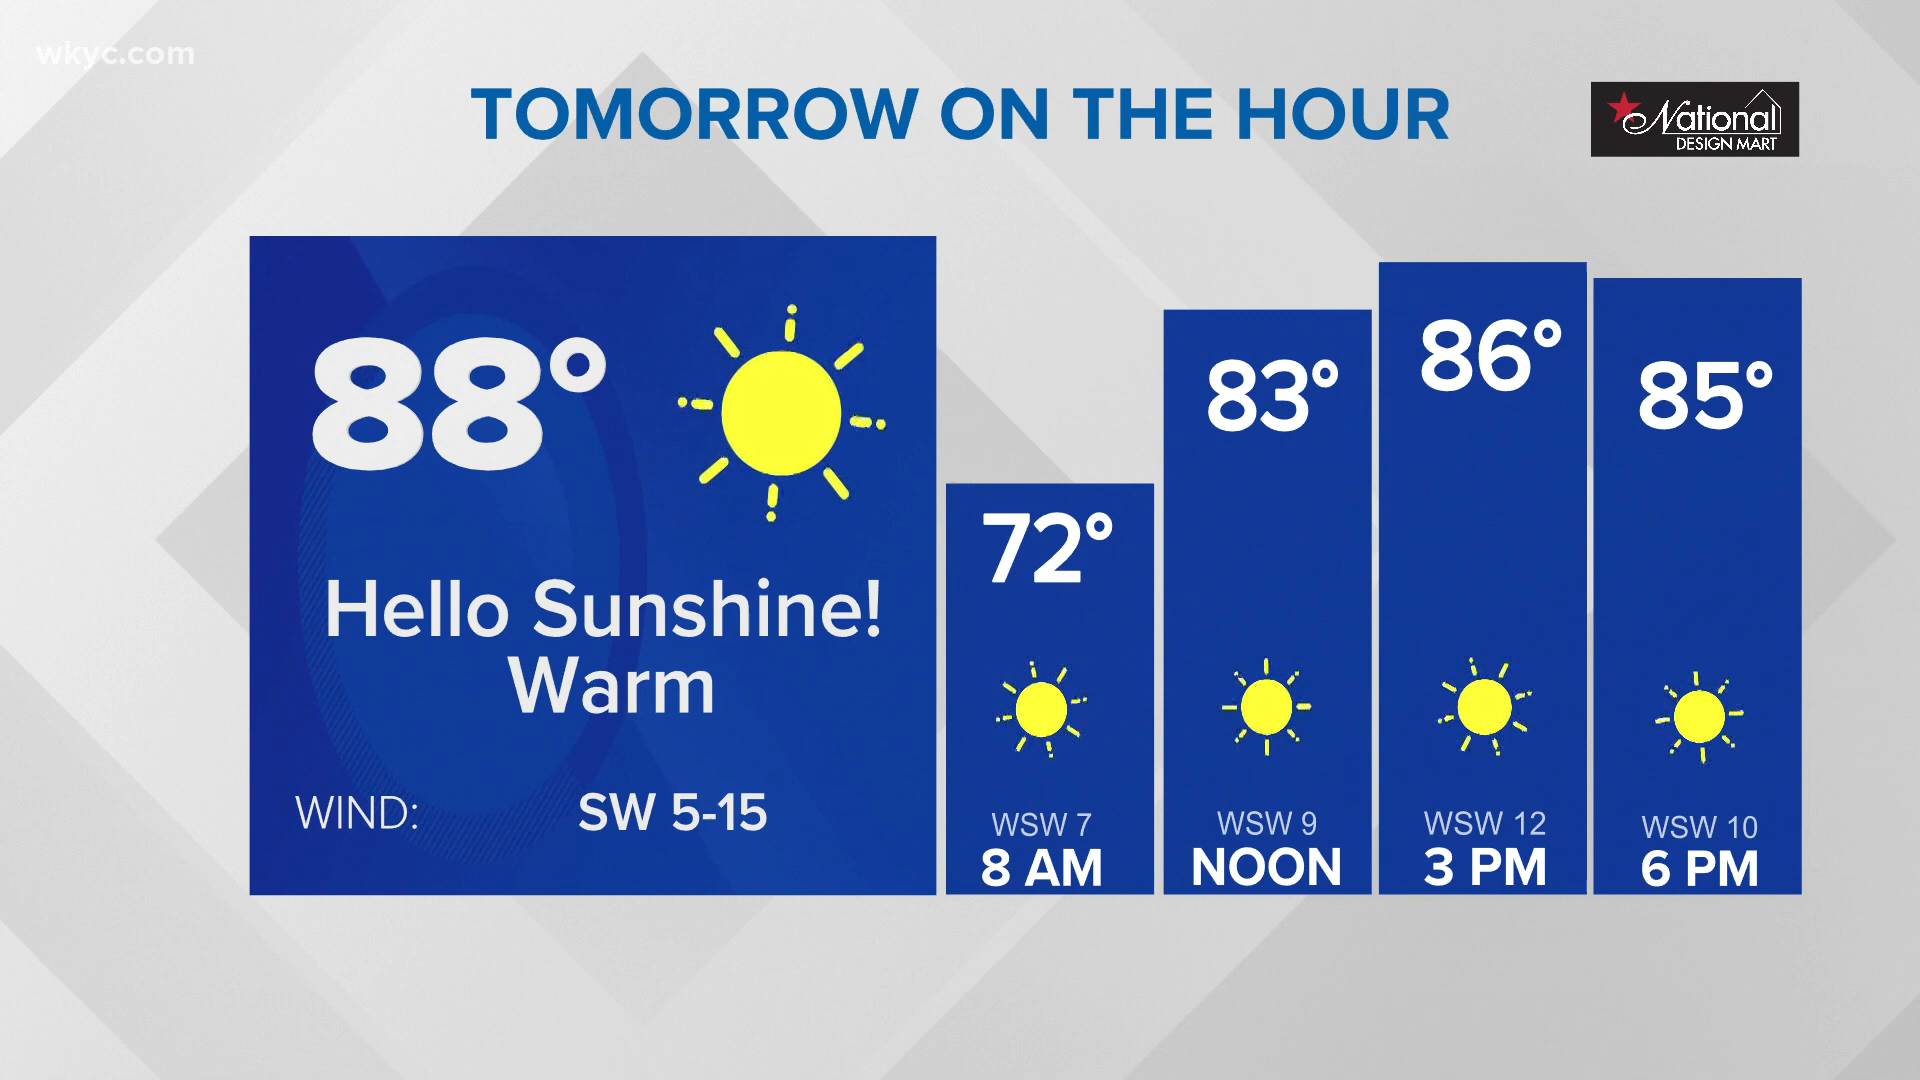 wkyc.com
TOMORROW ON THE HOUR
National
DESIGN MART
88°
Hello Sunshine!
Warm
WIND: SW 5-15
72°
WSW 7
8 AM
83°
WSW 9
NOON
86°
WSW 12
3 PM
85°
WSW 10
6 PM